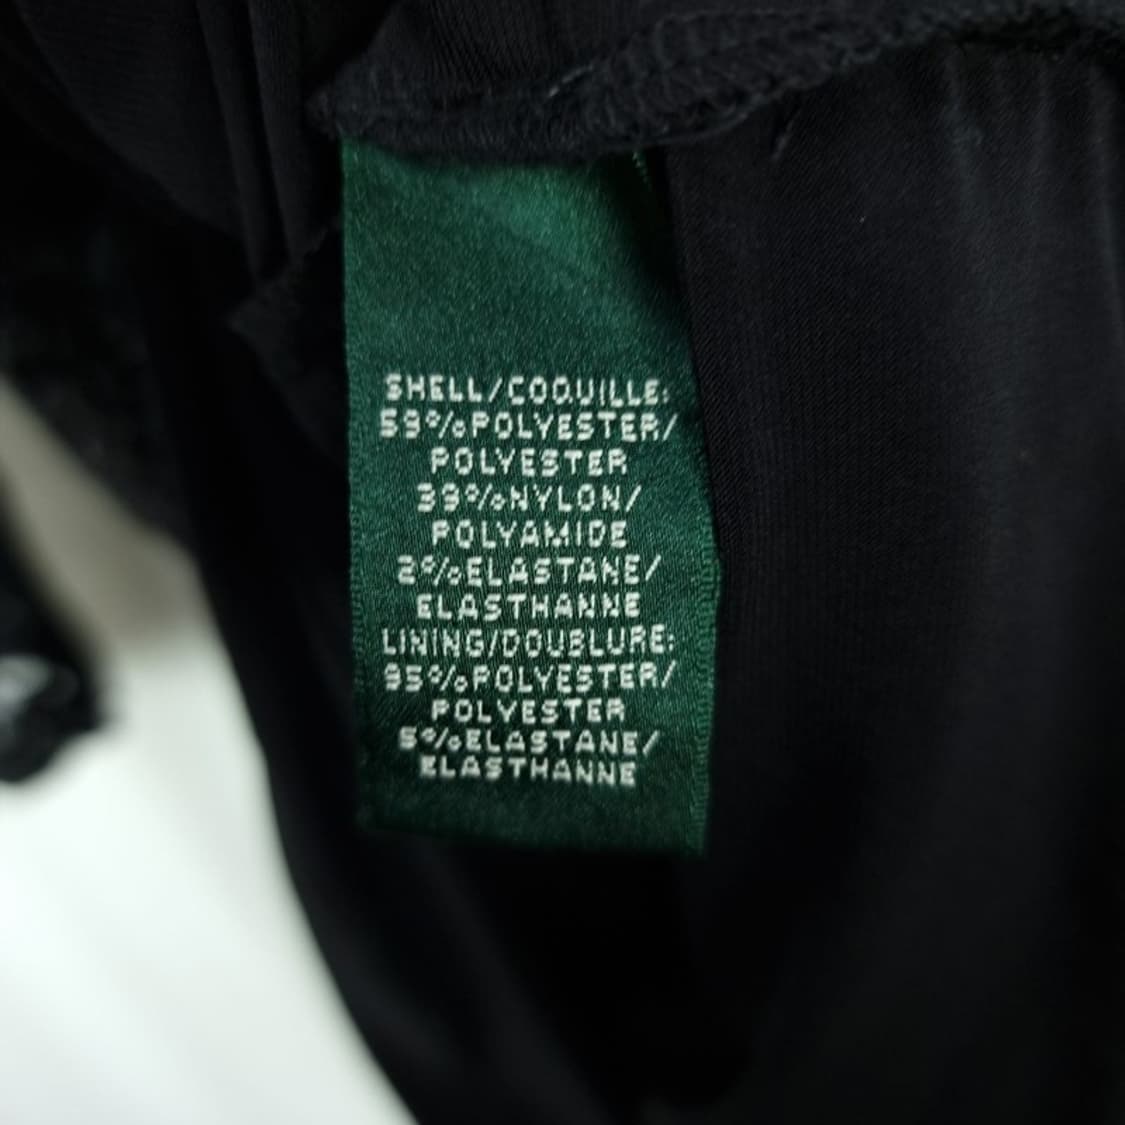 SHELL/COQUILLE:
59%POLYESTER/
POLYESTER
39%NYLON/
POLYAMIDE
2%ELASTANE/
ELASTHANNE
LINING/DOUBLURE:
95%POLYESTER/
POLYESTER
5%ELASTANE/
ELASTHANNE